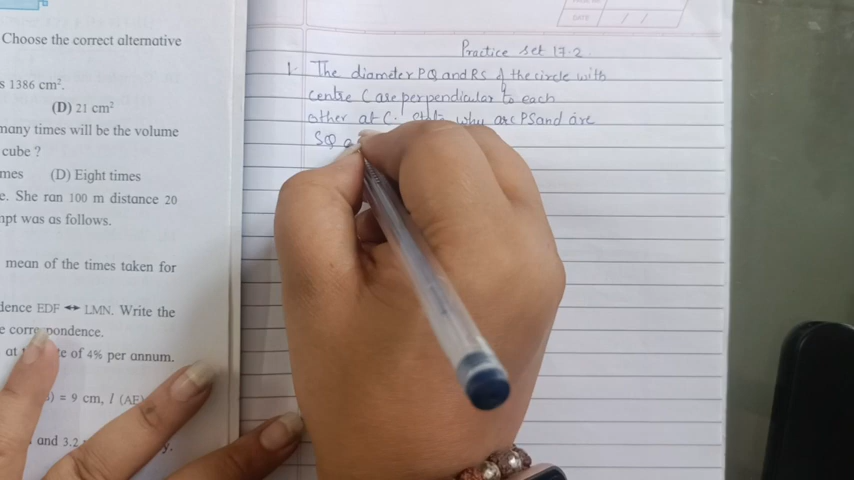 Choose the correct alternative
s 1386 cm².
(D) 21 cm²
many times will be the volume
cube ?
mes (D) Eight times
e. She ran 100 m distance 20
mpt was as follows.
mean of the times taken for
dence EDF ↔ LMN. Write the
e correspondence.
at of 4% per annum.
) = 9 cm, l (AE)
and 3.2
y.
DATE / /
Practice set 17.2
1. The diameter PQ and RS of the circle with
centre C are perpendicular to each
other at C. why arc PS and arc
SQ a